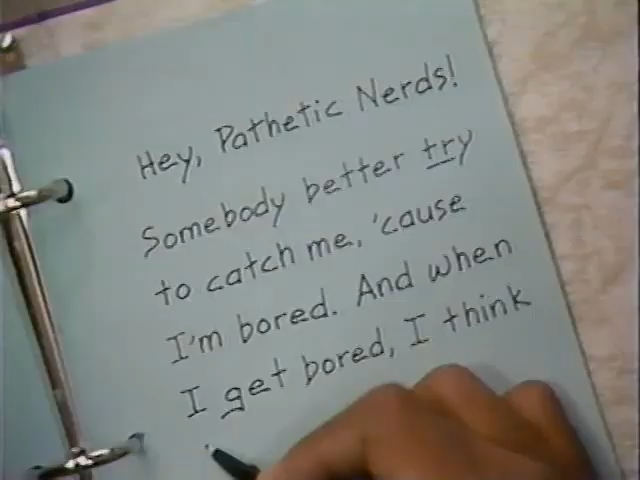 Hey, Pathetic Nerds!
Somebody better try
to catch me, 'cause
I'm bored. And when
I get bored, I think